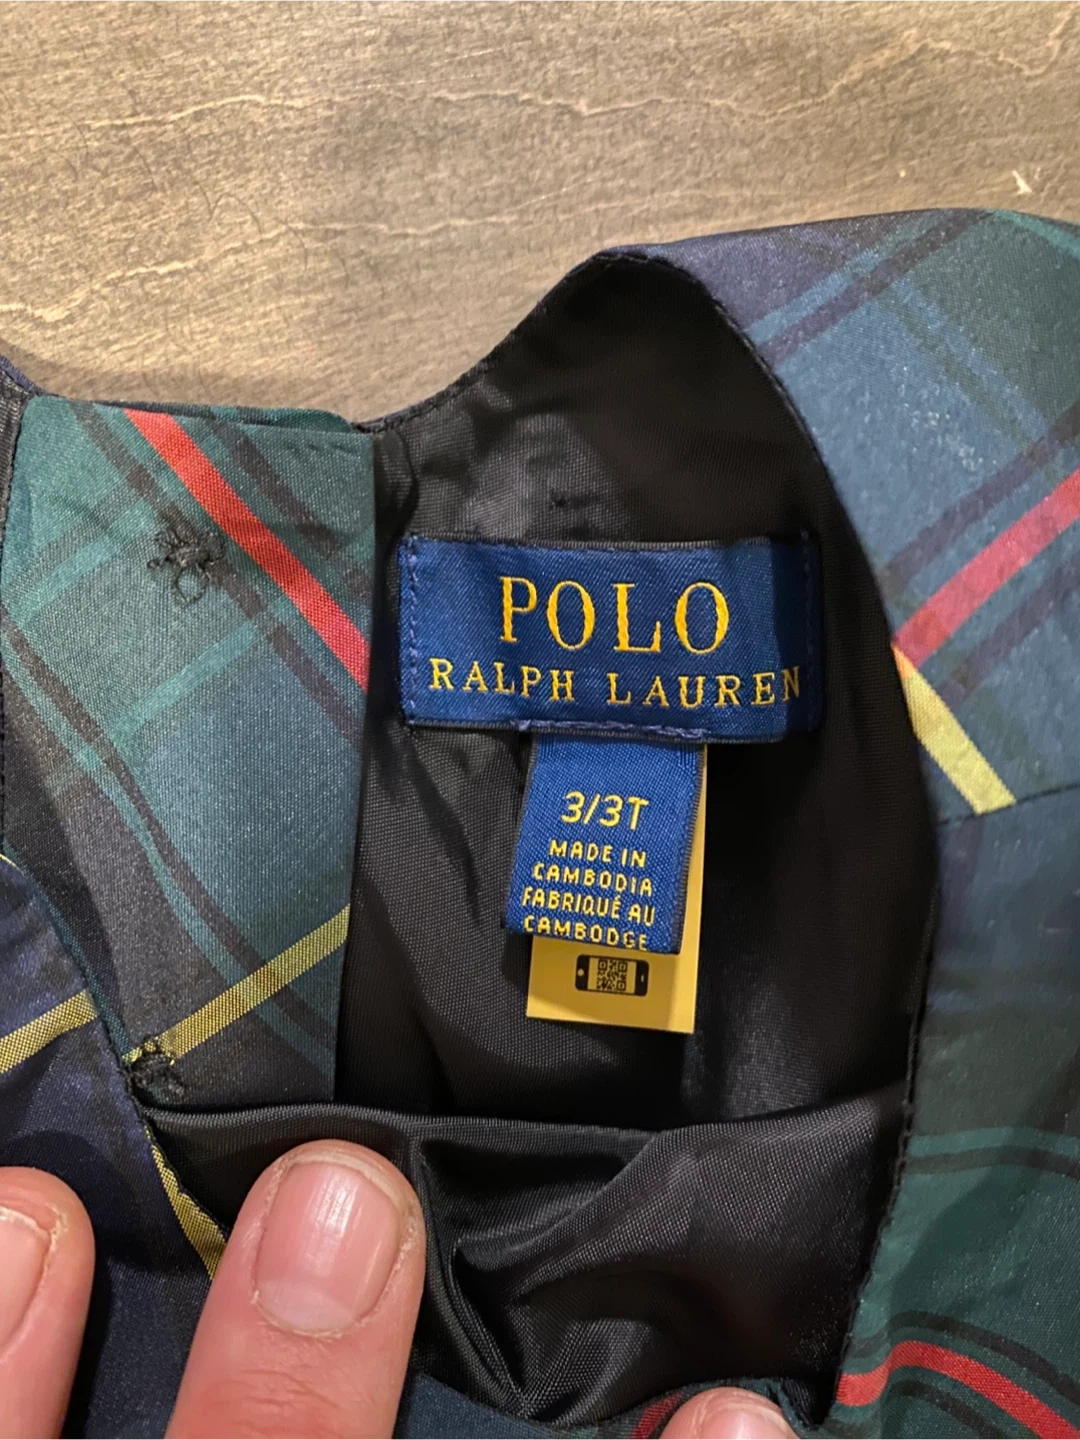 POLO
RALPH LAUREN
3/3T
MADE IN
CAMBODIA
FABRIQUÉ AU
CAMBODGE